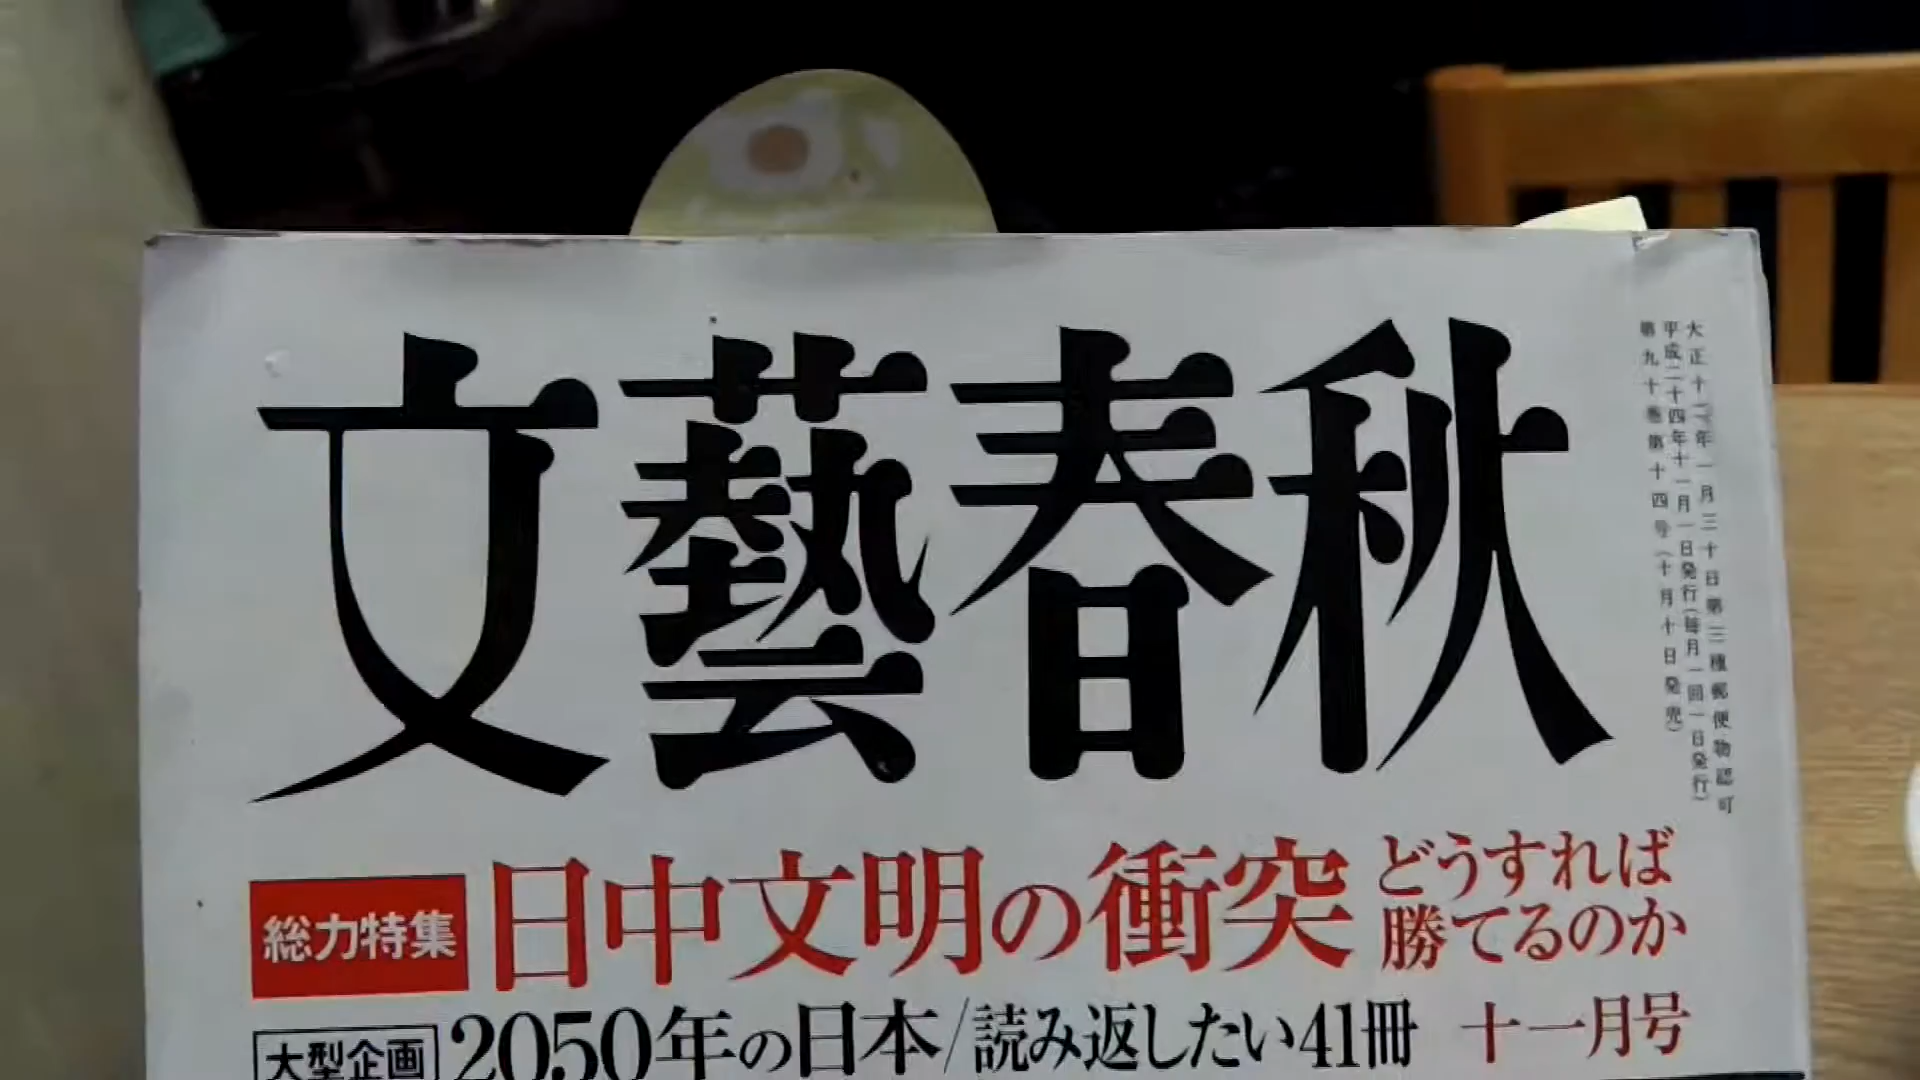 文藝春秋
大正十二年一月三十日第三種郵便物認可
平成二十四年十一月一日発行(毎月一回一日発行)
第九十巻第十四号(十月十日発売)
総力特集 日中文明の衝突 どうすれば
勝てるのか
大型企画 2050年の日本/読み返したい41冊 十一月号